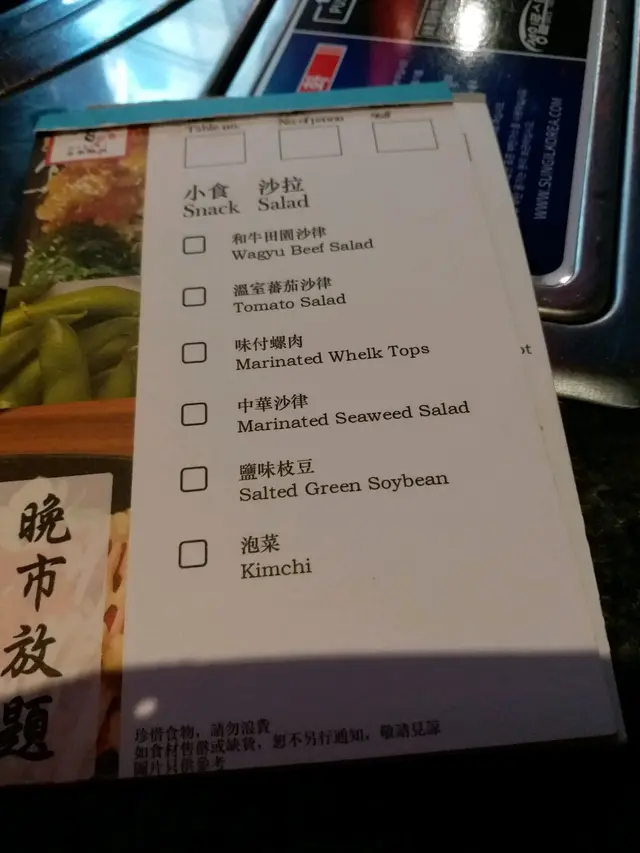 Table no.
No. of person
Staff
小食 沙拉
Snack Salad
和牛田園沙律
Wagyu Beef Salad
溫室蕃茄沙律
Tomato Salad
味付螺肉
Marinated Whelk Tops
中華沙律
Marinated Seaweed Salad
鹽味枝豆
Salted Green Soybean
泡菜
Kimchi
珍惜食物，請勿浪費
如食材售罄或缺貨，恕不另行通知，敬請見諒
圖片只供參考
晚市放題
WWW.SUNGILKOREA.COM